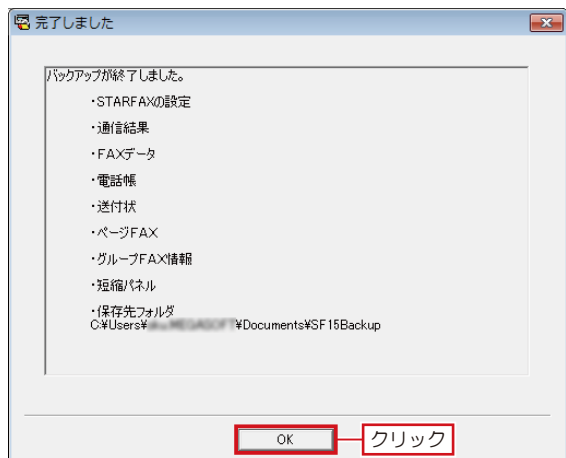 完了しました
バックアップが終了しました。
・STARFAXの設定
・通信結果
・FAXデータ
・電話帳
・送付状
・ページFAX
・グループFAX情報
・短縮パネル
・保存先フォルダ
C:¥Users¥ ¥Documents¥SF15Backup
OK
クリック